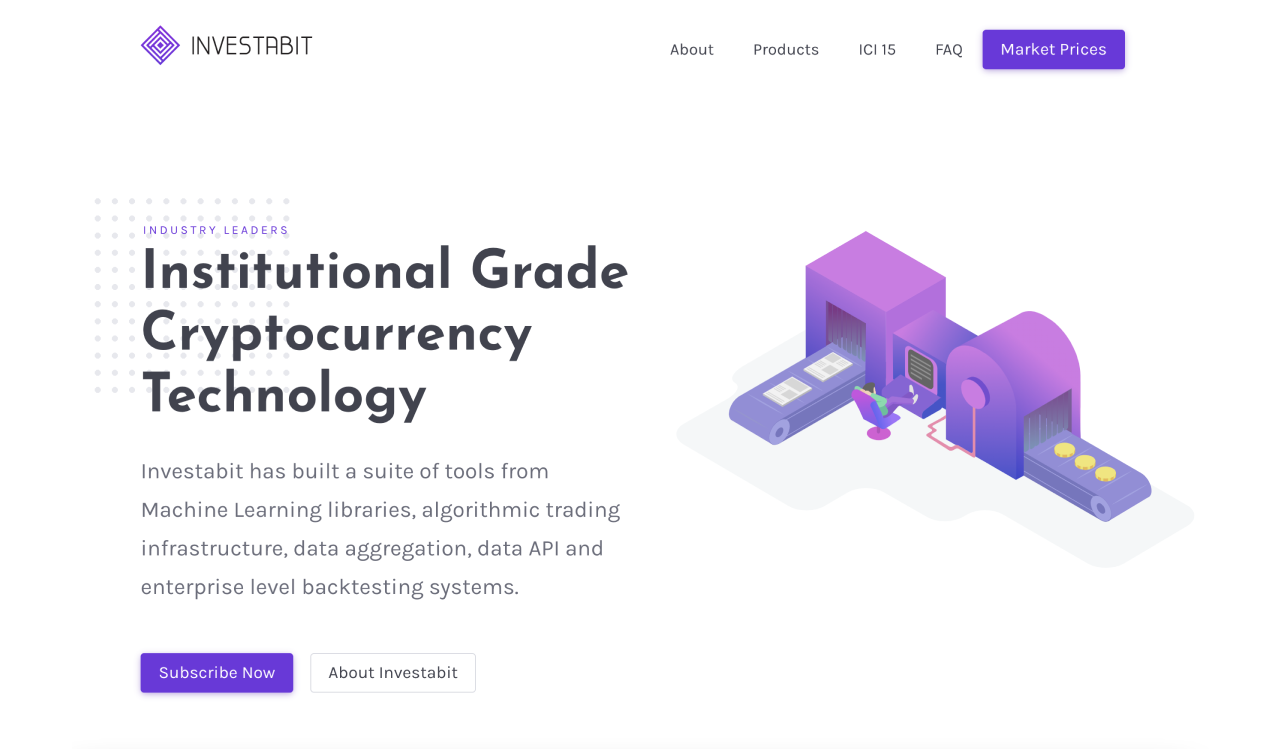 INVESTABIT
About
Products
ICI 15
FAQ
Market Prices
INDUSTRY LEADERS
Institutional Grade
Cryptocurrency
Technology
Investabit has built a suite of tools from
Machine Learning libraries, algorithmic trading
infrastructure, data aggregation, data API and
enterprise level backtesting systems.
Subscribe Now
About Investabit